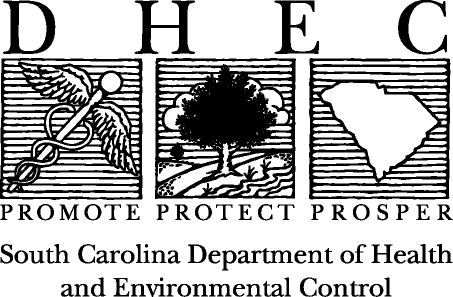 D H E C
PROMOTE PROTECT PROSPER
South Carolina Department of Health
and Environmental Control